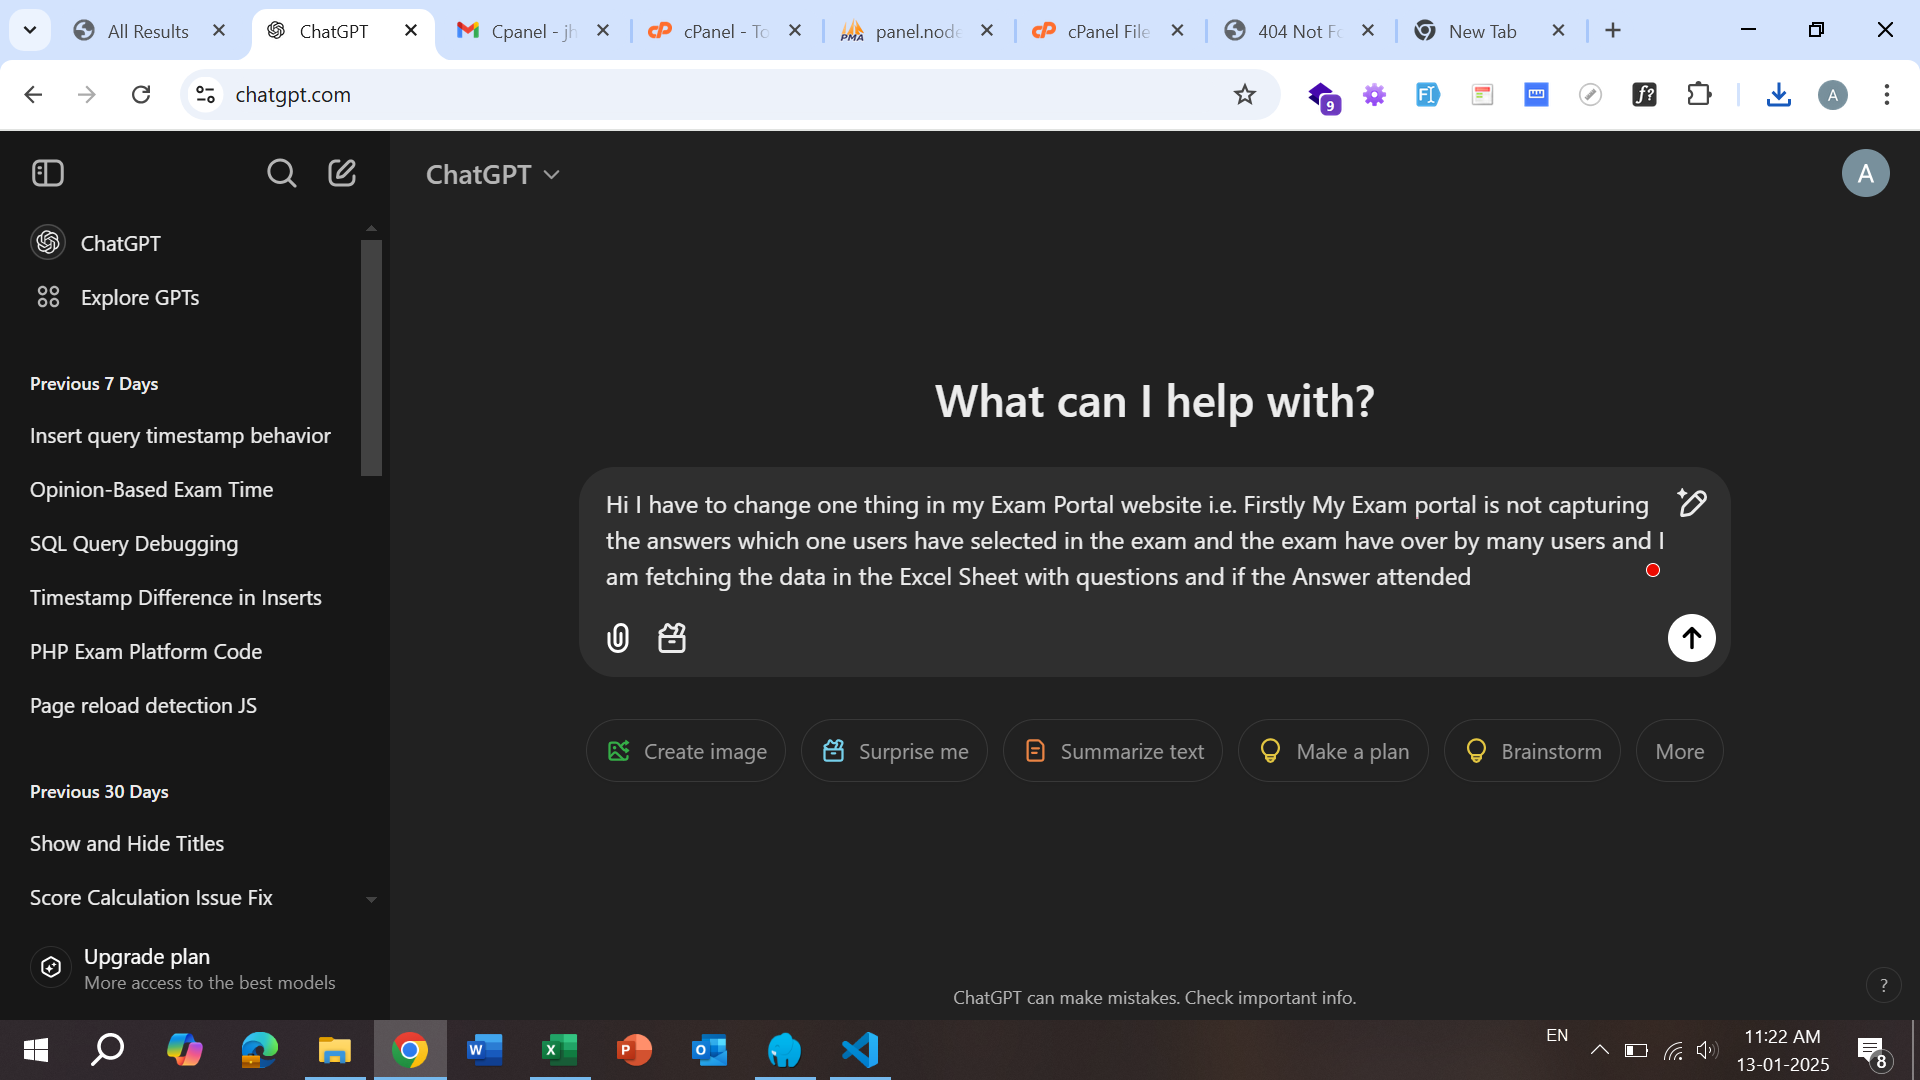 All Results
ChatGPT
Cpanel - jh
cPanel - To
panel.node
cPanel File
404 Not Fo
New Tab
chatgpt.com
9
A
ChatGPT
A
ChatGPT
Explore GPTs
Previous 7 Days
Insert query timestamp behavior
Opinion-Based Exam Time
SQL Query Debugging
Timestamp Difference in Inserts
PHP Exam Platform Code
Page reload detection JS
Previous 30 Days
Show and Hide Titles
Score Calculation Issue Fix
Upgrade plan
More access to the best models
What can I help with?
Hi I have to change one thing in my Exam Portal website i.e. Firstly My Exam portal is not capturing
the answers which one users have selected in the exam and the exam have over by many users and I
am fetching the data in the Excel Sheet with questions and if the Answer attended
Create image
Surprise me
Summarize text
Make a plan
Brainstorm
More
ChatGPT can make mistakes. Check important info.
?
EN
11:22 AM
13-01-2025
8